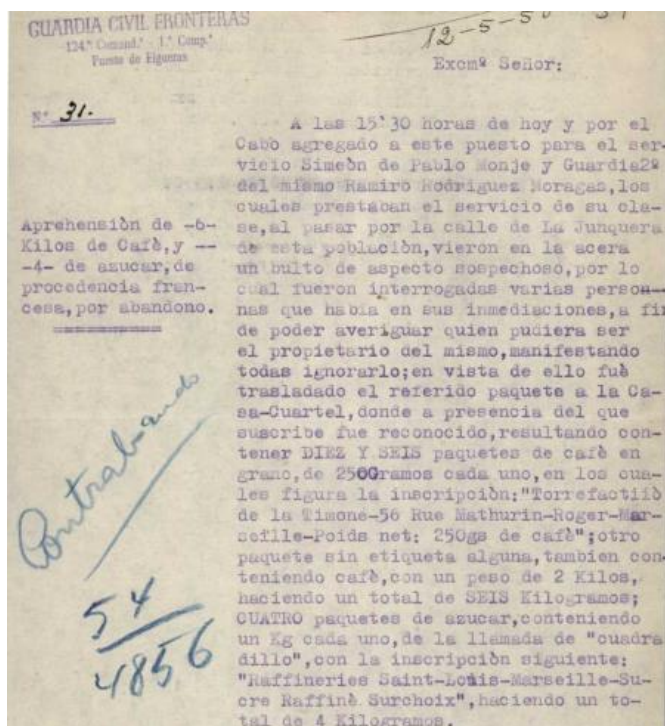 GUARDIA CIVIL FRONTERAS
124.ª Comand.ª - 1.ª Comp.ª
Puesto de Figueras
12-5-5
Excmº Señor:
Nº 31.
Aprehensiòn de -6-
Kilos de Cafè, y --
-4- de azucar,de
procedencia fran-
cesa,por abandono.
A las 15'30 horas de hoy y por el
Cabo agregado a este puesto para el ser-
vicio Simeòn de Pablo Monje y Guardia2º
del mismo Ramiro Rodriguez Moragas,los
cuales prestaban el servicio de su cla-
se,al pasar por la calle de La Junquera
de esta población,vieron en la acera
un bulto de aspecto sospechoso,por lo
cual fueron interrogadas varias perso--
nas que habia en sus inmediaciones,a fin
de poder averiguar quien pudiera ser
el propietario del mismo,manifestando
todas ignorarlo;en vista de ello fuè
trasladado el referido paquete a la Ca-
sa-Cuartel,donde a presencia del que
suscribe fue reconocido,resultando con-
tener DIEZ Y SEIS paquetes de cafè en
grano,de 250Gramos cada uno,en los cua-
les figura la inscripciòn:"Torrefactiiò
de la Timone-56 Rue Mathurin-Roger-Mar-
seille-Poids net: 250gs de cafè";otro
paquete sin etiqueta alguna,tambien con-
teniendo cafè,con un peso de 2 Kilos,
haciendo un total de SEIS Kilogramos;
CUATRO paquetes de azucar,conteniendo
un Kg cada uno,de la llamada de "cuadra
dillo",con la inscripciòn siguiente:
"Raffineries Saint-Louis-Marseille-Su-
cre Raffinè Surchoix",haciendo un to-
tal de 4 Kilogramos.
Contrabando
54
4856